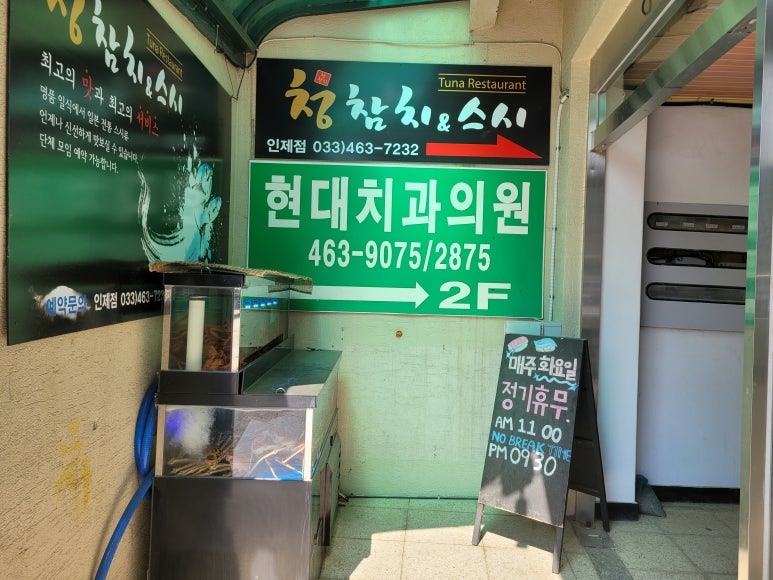 청 참치&스시
Tuna Restaurant
최고의 맛과 최고의 서비스
명품 일식에서 일본 전통 스시를
언제나 신선하게 맛보실 수 있습니다.
단체 모임 예약 가능합니다.
예약문의 인제점 033)463-723
Tuna Restaurant
청 참치&스시
인제점 033)463-7232
현대치과의원
463-9075/2875
2F
매주 화요일
정기휴무
AM 11 00
NO BREAK TIME
PM 09 30